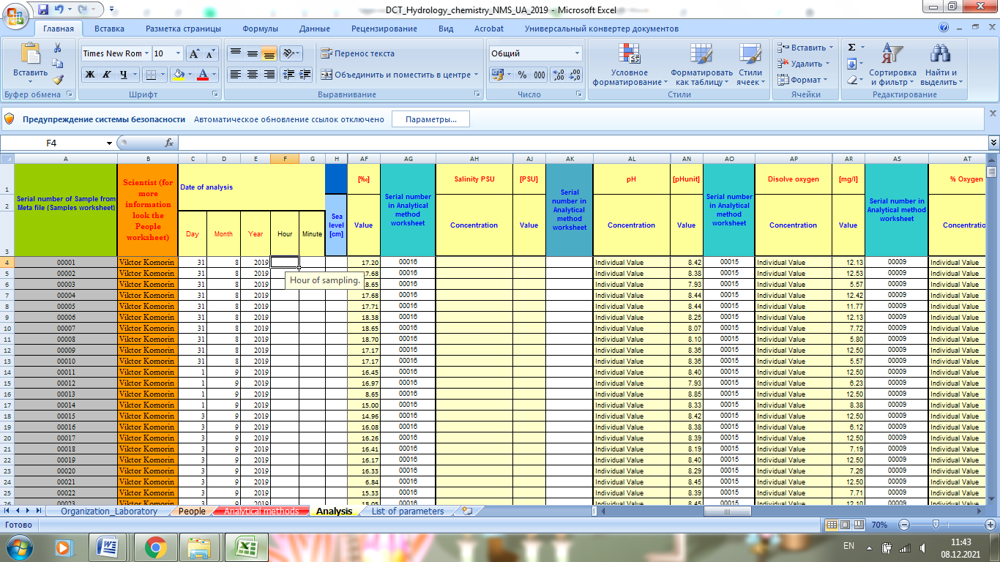 DCT_Hydrology_chemistry_NMS_UA_2019 - Microsoft Excel
Главная Вставка Разметка страницы Формулы Данные Рецензирование Вид Acrobat Универсальный конвертер документов
Times New Rom 10 Перенос текста Общий Вставить Σ
Вставить Ж К Ч Объединить и поместить в центре % 000 Условное форматирование Форматировать как таблицу Стили ячеек Удалить Формат Сортировка и фильтр Найти и выделить
Буфер обмена Шрифт Выравнивание Число Стили Ячейки Редактирование
Предупреждение системы безопасности Автоматическое обновление ссылок отключено Параметры...
F4 fx
A B C D E F G H AF AG AH AJ AK AL AN AO AP AR AS AT
1 Serial number of Sample from Meta file (Samples worksheet) Scientist (for more information look the People worksheet) Date of analysis [‰] Serial number in Analytical method worksheet Salinity PSU [PSU] Serial number in Analytical method worksheet pH [pHunit] Serial number in Analytical method worksheet Disolve oxygen [mg/l] Serial number in Analytical method worksheet % Oxygen
2 Sea level [cm] Value Concentration Value Concentration Value Concentration Value Concentratio
3 Day Month Year Hour Minute
4 00001 Viktor Komorin 31 8 2019 17.20 00016 Individual Value 8.42 00015 Individual Value 12.13 00009 Individual Value
5 00002 Viktor Komorin 31 8 2019 7.68 00016 Individual Value 8.38 00015 Individual Value 12.53 00009 Individual Value
Hour of sampling.
6 00003 Viktor Komorin 31 8 2019 8.65 00016 Individual Value 7.93 00015 Individual Value 5.57 00009 Individual Value
7 00004 Viktor Komorin 31 8 2019 17.68 00016 Individual Value 8.44 00015 Individual Value 12.42 00009 Individual Value
8 00005 Viktor Komorin 31 8 2019 17.71 00016 Individual Value 8.44 00015 Individual Value 11.77 00009 Individual Value
9 00006 Viktor Komorin 31 8 2019 18.38 00016 Individual Value 8.25 00015 Individual Value 12.13 00009 Individual Value
10 00007 Viktor Komorin 31 8 2019 18.65 00016 Individual Value 8.07 00015 Individual Value 7.72 00009 Individual Value
11 00008 Viktor Komorin 31 8 2019 18.70 00016 Individual Value 8.10 00015 Individual Value 5.80 00009 Individual Value
12 00009 Viktor Komorin 31 8 2019 17.17 00016 Individual Value 8.36 00015 Individual Value 12.50 00009 Individual Value
13 00010 Viktor Komorin 31 8 2019 17.17 00016 Individual Value 8.36 00015 Individual Value 5.57 00009 Individual Value
14 00011 Viktor Komorin 1 9 2019 16.45 00016 Individual Value 8.40 00015 Individual Value 12.50 00009 Individual Value
15 00012 Viktor Komorin 1 9 2019 16.97 00016 Individual Value 7.93 00015 Individual Value 6.23 00009 Individual Value
16 00013 Viktor Komorin 1 9 2019 8.65 00016 Individual Value 8.85 00015 Individual Value 12.50 00009 Individual Value
17 00014 Viktor Komorin 1 9 2019 15.00 00016 Individual Value 8.33 00015 Individual Value 8.38 00009 Individual Value
18 00015 Viktor Komorin 3 9 2019 14.96 00016 Individual Value 8.42 00015 Individual Value 12.50 00009 Individual Value
19 00016 Viktor Komorin 3 9 2019 16.08 00016 Individual Value 8.38 00015 Individual Value 6.12 00009 Individual Value
20 00017 Viktor Komorin 3 9 2019 16.26 00016 Individual Value 8.39 00015 Individual Value 12.50 00009 Individual Value
21 00018 Viktor Komorin 3 9 2019 16.41 00016 Individual Value 8.19 00015 Individual Value 7.19 00009 Individual Value
22 00019 Viktor Komorin 3 9 2019 16.17 00016 Individual Value 8.40 00015 Individual Value 12.50 00009 Individual Value
23 00020 Viktor Komorin 3 9 2019 16.33 00016 Individual Value 8.29 00015 Individual Value 7.26 00009 Individual Value
24 00021 Viktor Komorin 3 9 2019 6.84 00016 Individual Value 8.45 00015 Individual Value 12.50 00009 Individual Value
25 00022 Viktor Komorin 3 9 2019 15.33 00016 Individual Value 8.39 00015 Individual Value 7.71 00009 Individual Value
26 00023 Viktor Komorin 3 9 2019 18.05 00016 Individual Value 8.45 00015 Individual Value 12.10 00009 Individual Value
Organization_Laboratory People Analytical methods Analysis List of parameters
Готово 70%
EN 11:43
08.12.2021